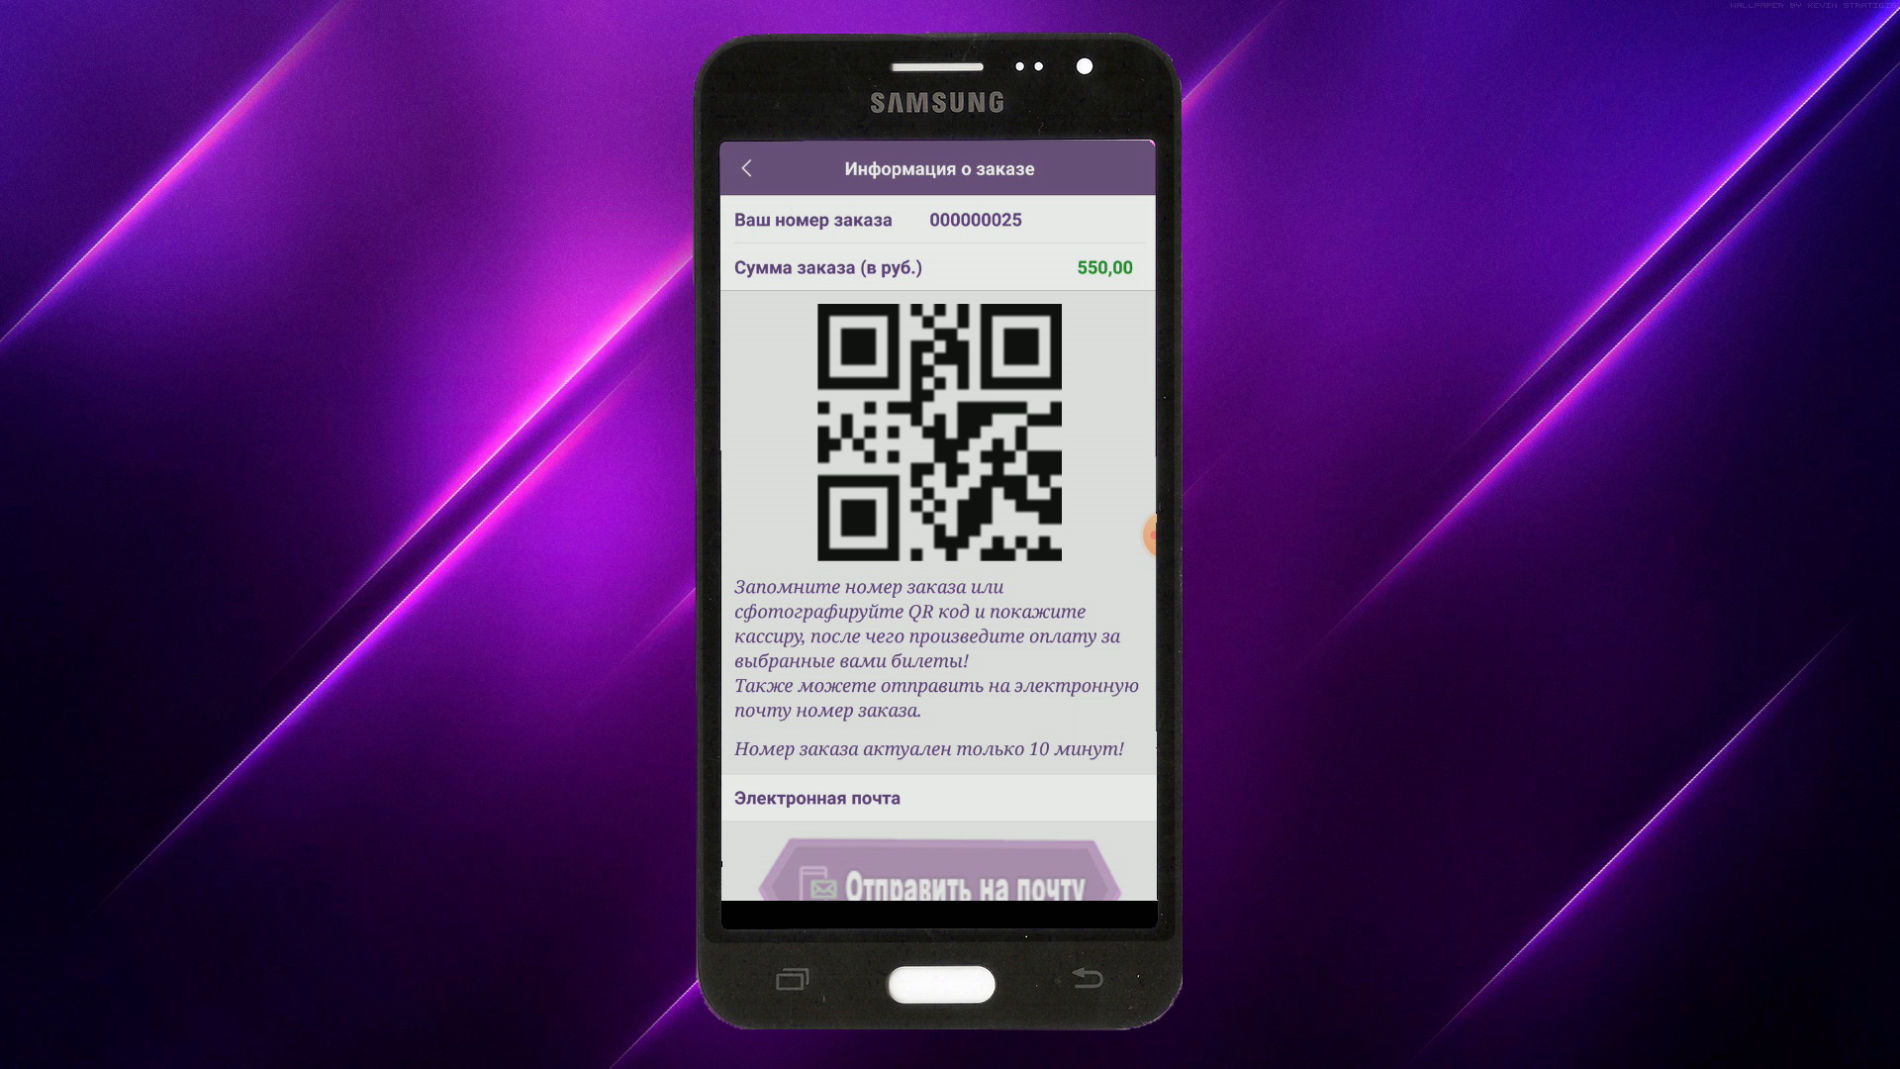 WALLPAPER BY KEVIN STRATIGIS
SAMSUNG
Информация о заказе
Ваш номер заказа 000000025
Сумма заказа (в руб.) 550,00
Запомните номер заказа или
сфотографируйте QR код и покажите
кассиру, после чего произведите оплату за
выбранные вами билеты!
Также можете отправить на электронную
почту номер заказа.
Номер заказа актуален только 10 минут!
Электронная почта
Отправить на почту